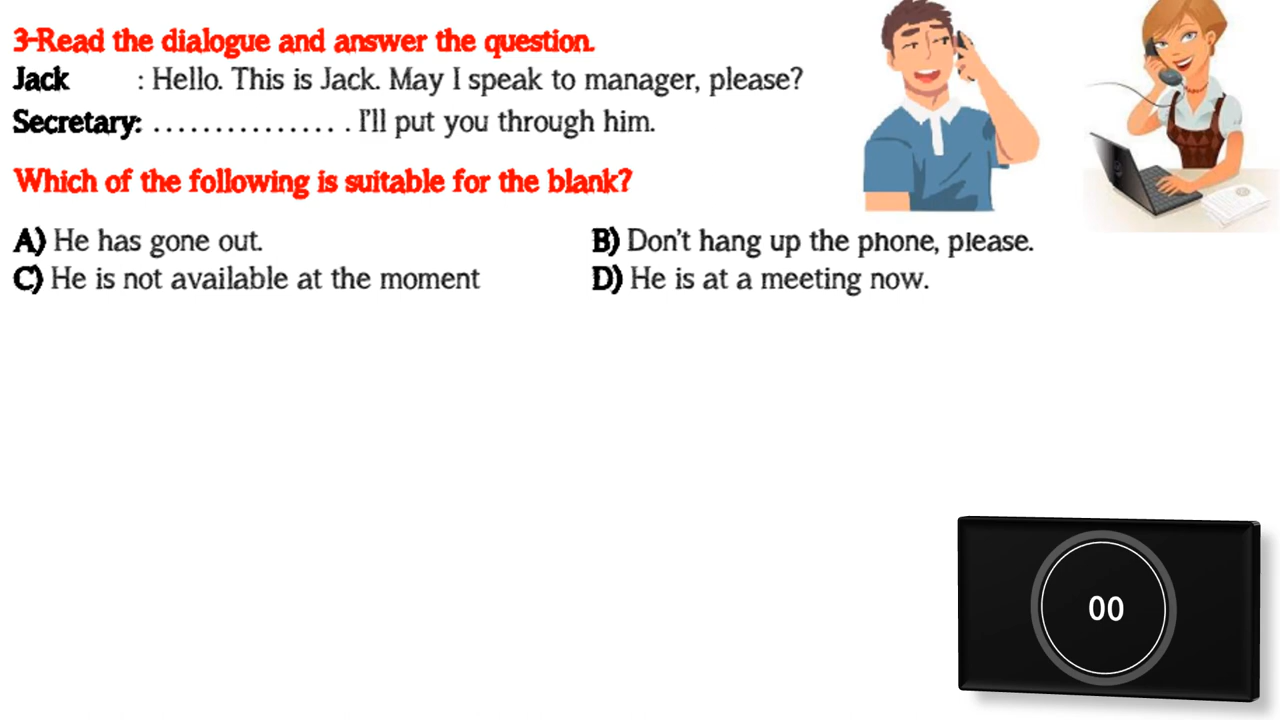 3-Read the dialogue and answer the question.
Jack : Hello. This is Jack. May I speak to manager, please?
Secretary: . . . . . . . . . . . . . . . . I'll put you through him.
Which of the following is suitable for the blank?
A) He has gone out. B) Don't hang up the phone, please.
C) He is not available at the moment D) He is at a meeting now.
00